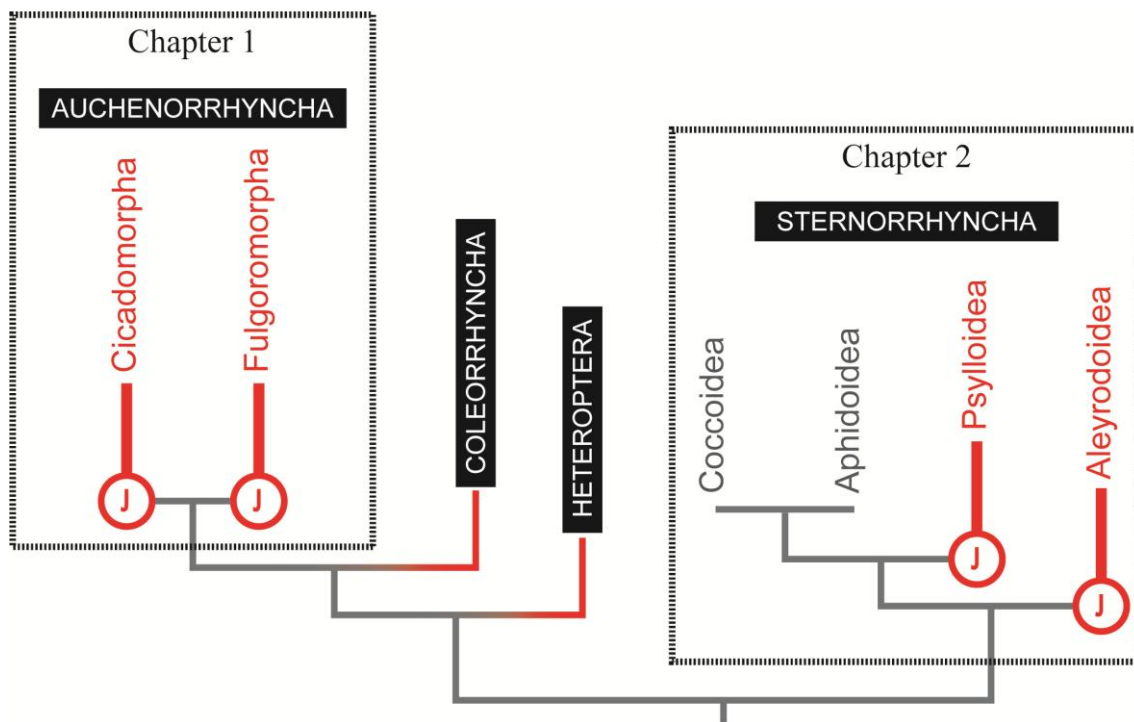 Chapter 1
AUCHENORRHYNCHA
Cicadomorpha
Fulgoromorpha
J
J
COLEORRHYNCHA
HETEROPTERA
Chapter 2
STERNORRHYNCHA
Coccoidea
Aphidoidea
Psylloidea
Aleyrodoidea
J
J